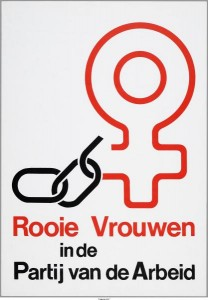 Rooie Vrouwen
in de
Partij van de Arbeid